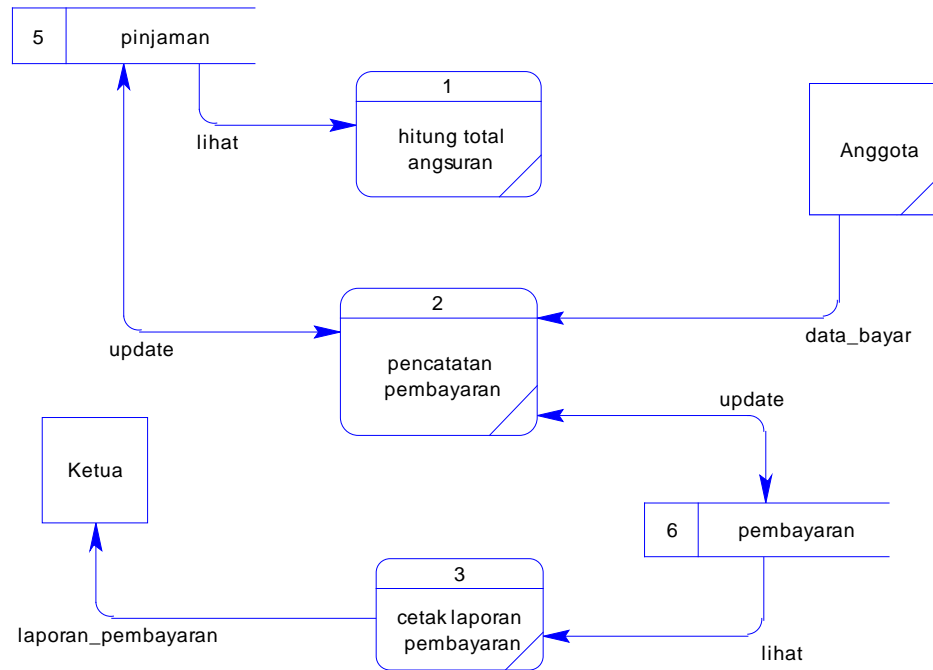 5 pinjaman
1
hitung total
angsuran
lihat
Anggota
2
pencatatan
pembayaran
update
data_bayar
update
Ketua
6 pembayaran
3
cetak laporan
pembayaran
laporan_pembayaran
lihat